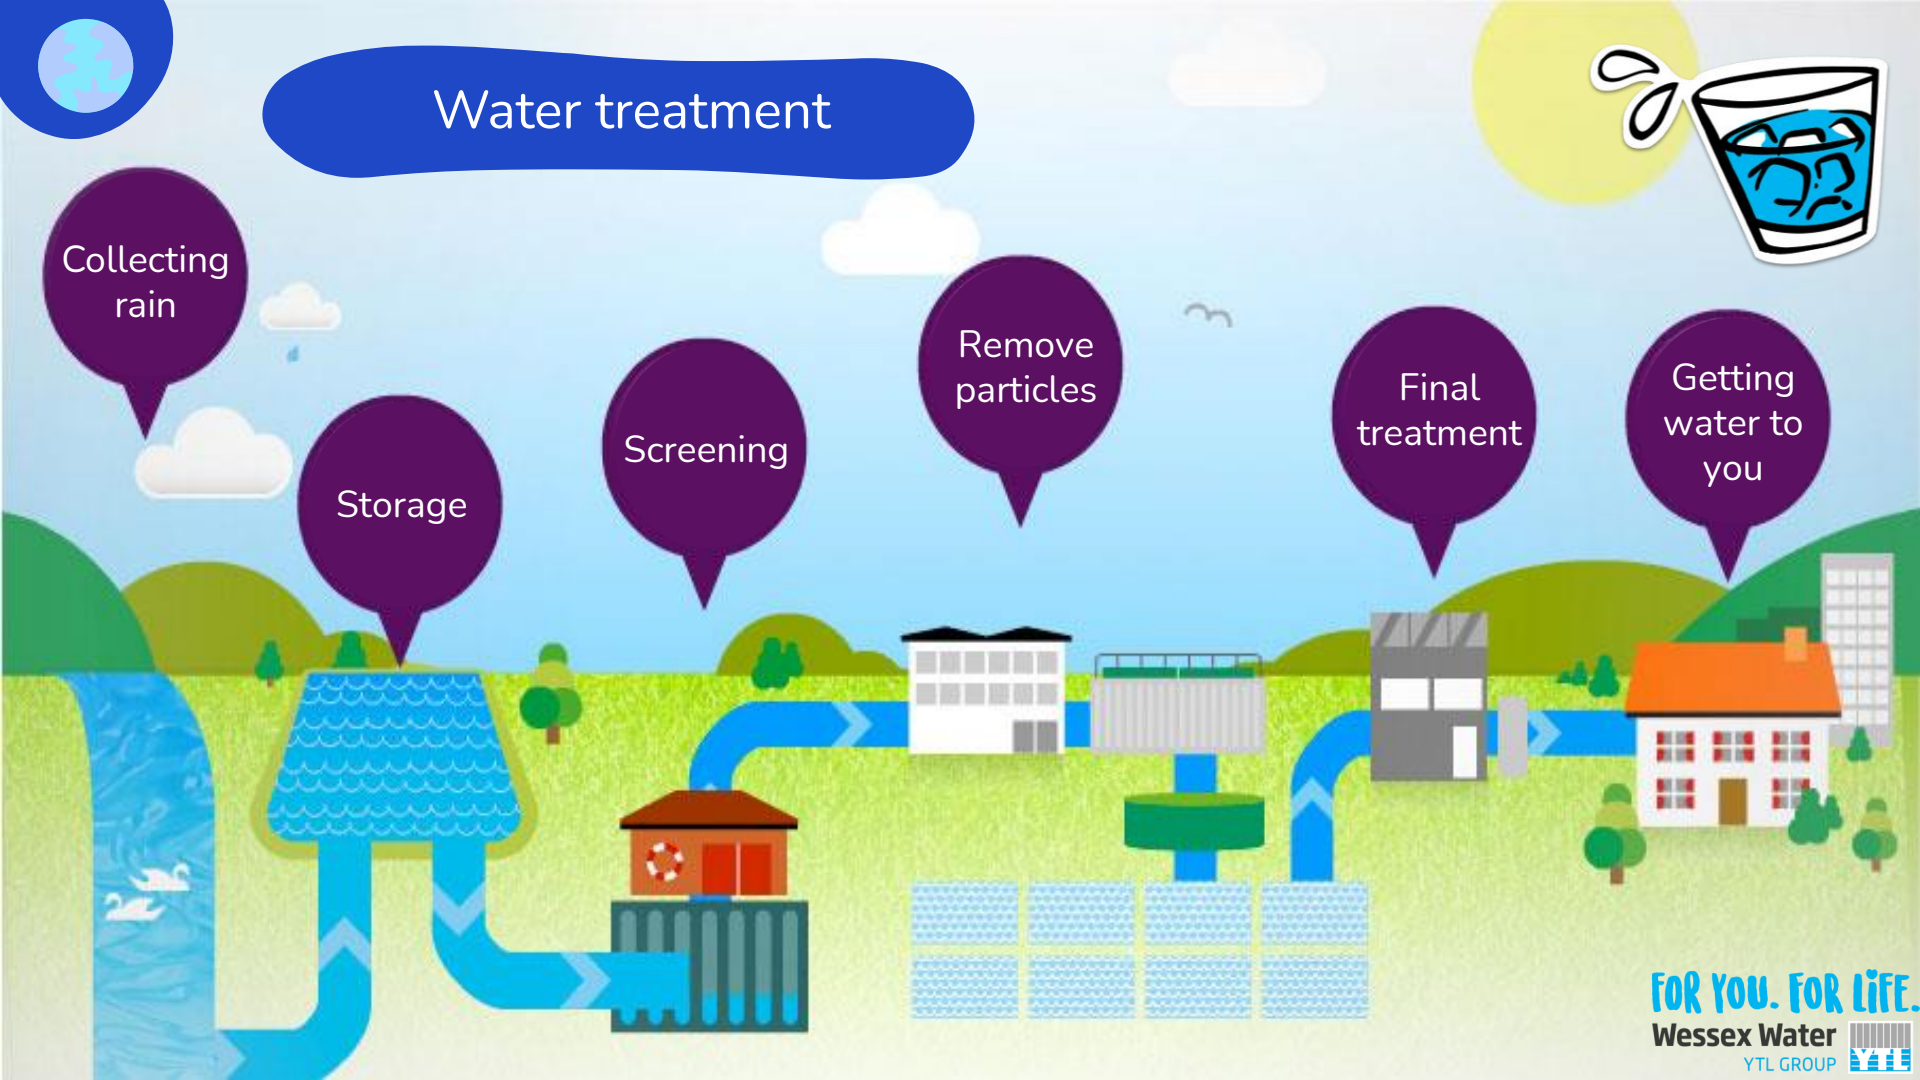 Water treatment
Collecting
rain
Storage
Screening
Remove
particles
Final
treatment
Getting
water to
you
FOR YOU. FOR LiFE.
Wessex Water
YTL GROUP
YTL